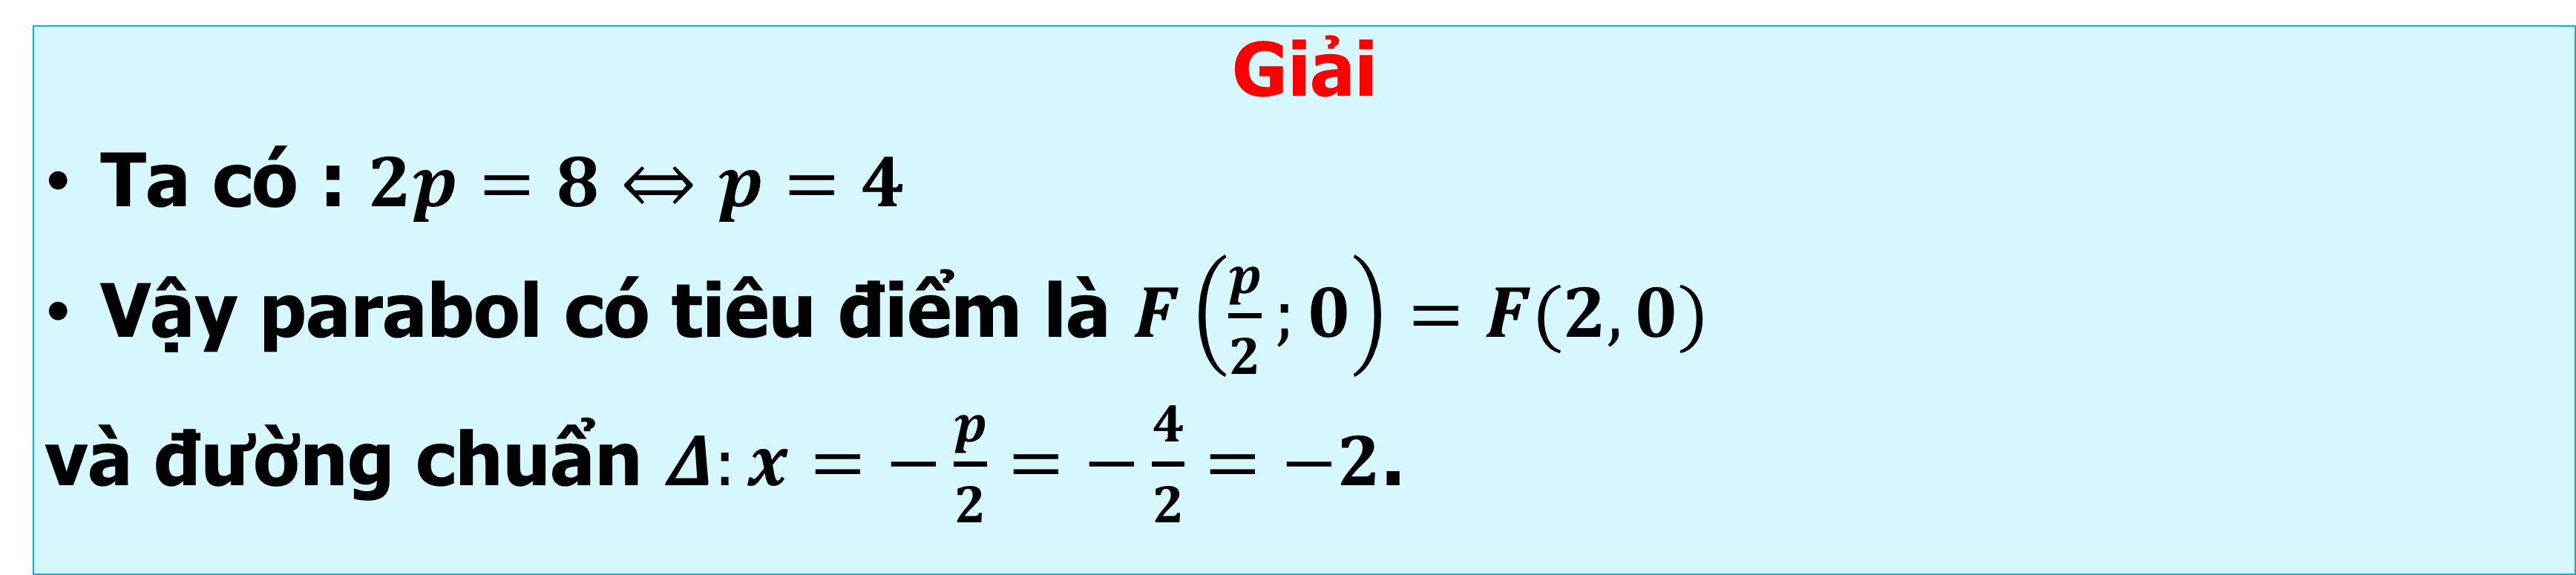 Giải
• Ta có : 2p = 8 ⟺ p = 4
• Vậy parabol có tiêu điểm là F(p/2; 0) = F(2, 0)
và đường chuẩn Δ: x = −p/2 = −4/2 = −2.